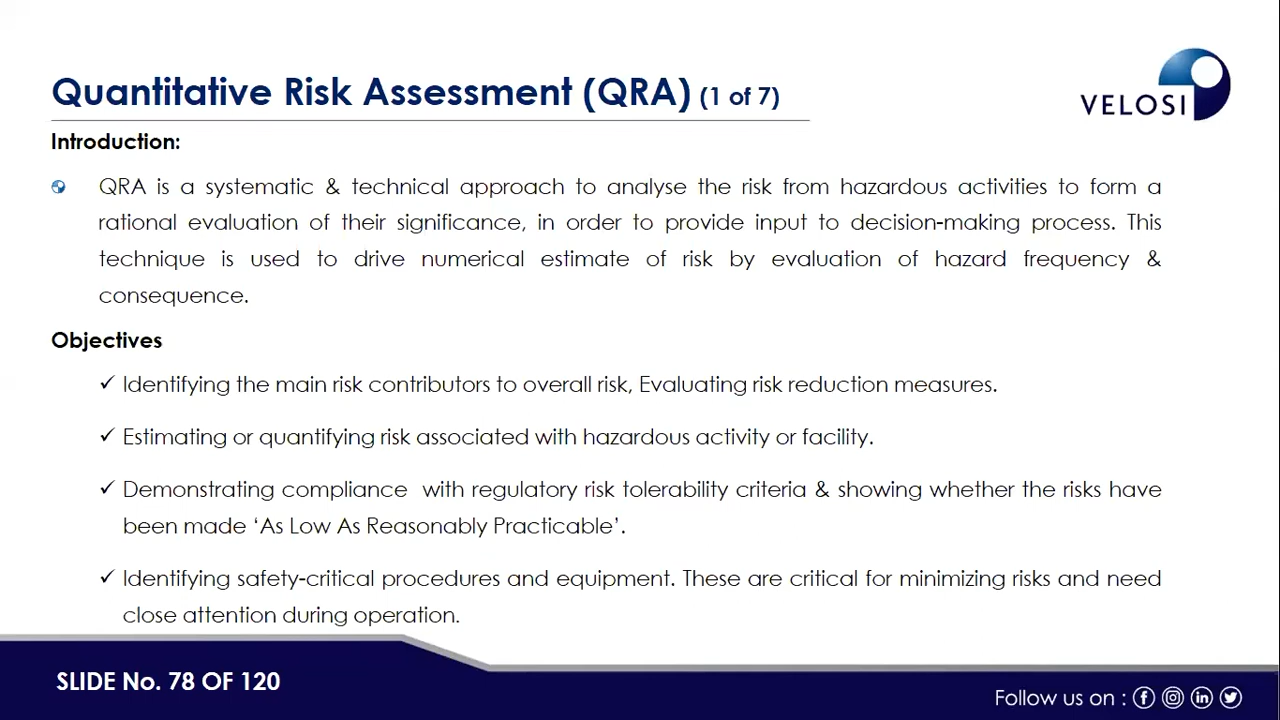 Quantitative Risk Assessment (QRA) (1 of 7)
VELOSI
Introduction:
QRA is a systematic & technical approach to analyse the risk from hazardous activities to form a
rational evaluation of their significance, in order to provide input to decision-making process. This
technique is used to drive numerical estimate of risk by evaluation of hazard frequency &
consequence.
Objectives
✓ Identifying the main risk contributors to overall risk, Evaluating risk reduction measures.
✓ Estimating or quantifying risk associated with hazardous activity or facility.
✓ Demonstrating compliance with regulatory risk tolerability criteria & showing whether the risks have
been made ‘As Low As Reasonably Practicable’.
✓ Identifying safety-critical procedures and equipment. These are critical for minimizing risks and need
close attention during operation.
SLIDE No. 78 OF 120
Follow us on :